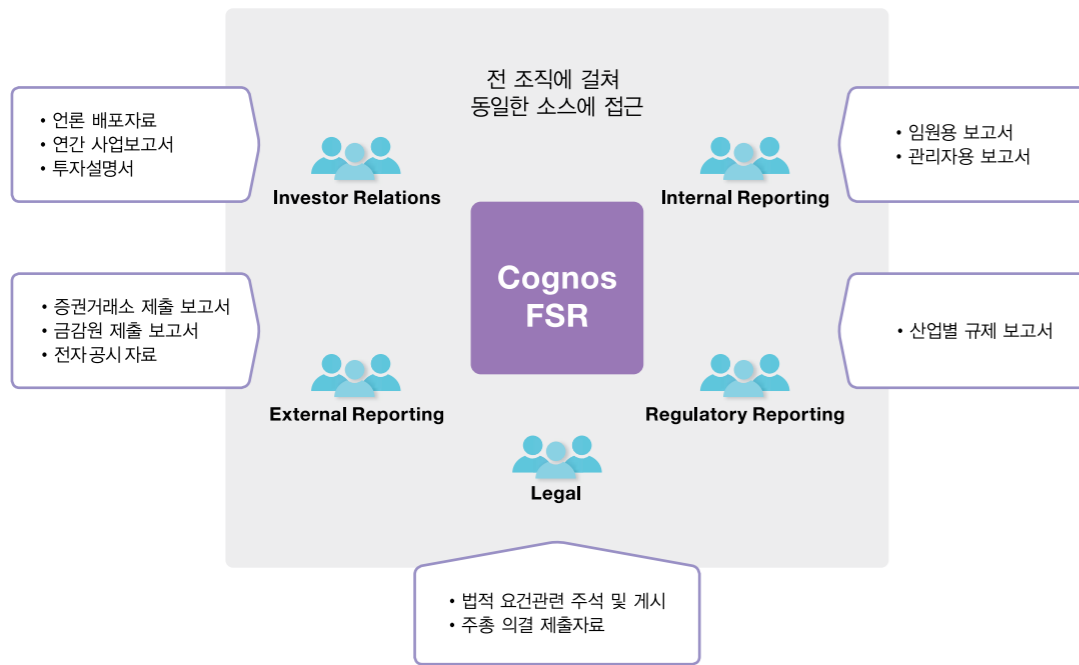 전 조직에 걸쳐
동일한 소스에 접근
• 언론 배포자료
• 연간 사업보고서
• 투자설명서
Investor Relations
• 임원용 보고서
• 관리자용 보고서
Internal Reporting
Cognos
FSR
• 증권거래소 제출 보고서
• 금감원 제출 보고서
• 전자공시 자료
External Reporting
• 산업별 규제 보고서
Regulatory Reporting
Legal
• 법적 요건관련 주석 및 게시
• 주총 의결 제출자료